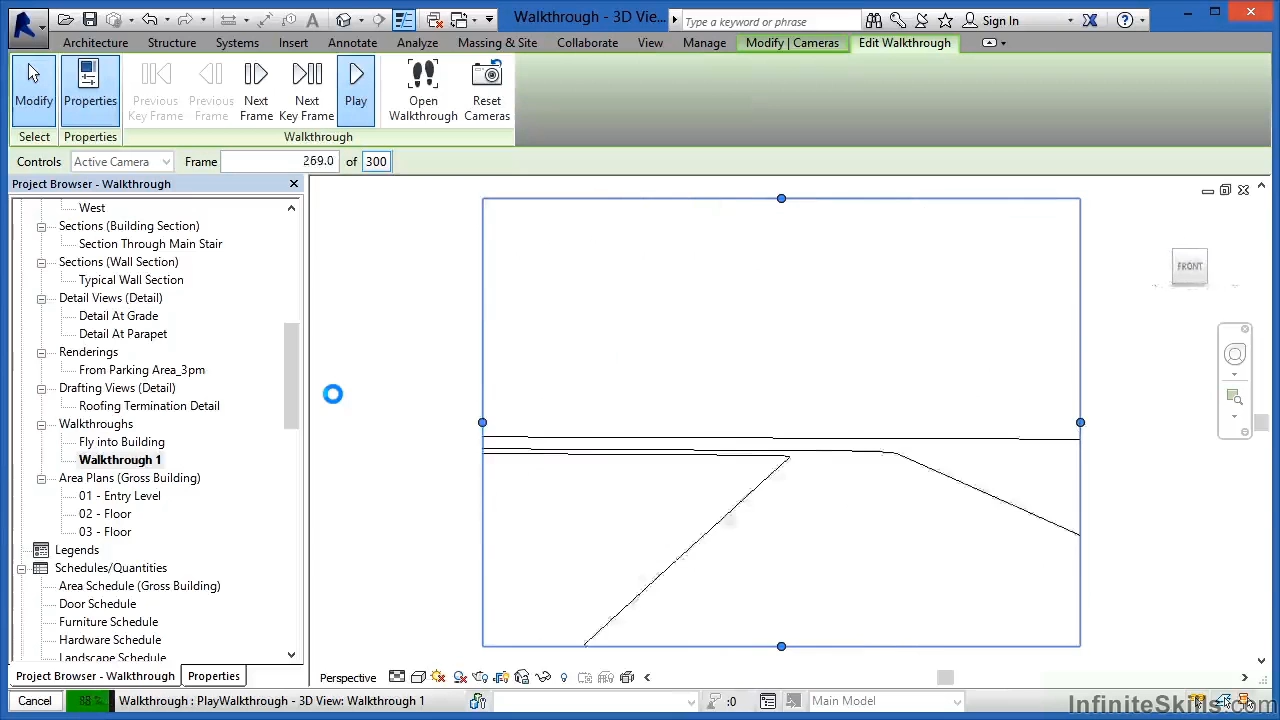 Walkthrough - 3D View...
Type a keyword or phrase
Sign In
Architecture Structure Systems Insert Annotate Analyze Massing & Site Collaborate View Manage Modify | Cameras Edit Walkthrough
Modify Properties Previous Key Frame Previous Frame Next Frame Next Key Frame Play Open Walkthrough Reset Cameras
Select Properties Walkthrough
Controls Active Camera Frame 269.0 of 300
Project Browser - Walkthrough
West
Sections (Building Section)
Section Through Main Stair
Sections (Wall Section)
Typical Wall Section
Detail Views (Detail)
Detail At Grade
Detail At Parapet
Renderings
From Parking Area_3pm
Drafting Views (Detail)
Roofing Termination Detail
Walkthroughs
Fly into Building
Walkthrough 1
Area Plans (Gross Building)
01 - Entry Level
02 - Floor
03 - Floor
Legends
Schedules/Quantities
Area Schedule (Gross Building)
Door Schedule
Furniture Schedule
Hardware Schedule
Landscape Schedule
FRONT
Project Browser - Walkthrough Properties
Perspective
Cancel 88 % Walkthrough : PlayWalkthrough - 3D View: Walkthrough 1 :0 Main Model
InfiniteSkills.com